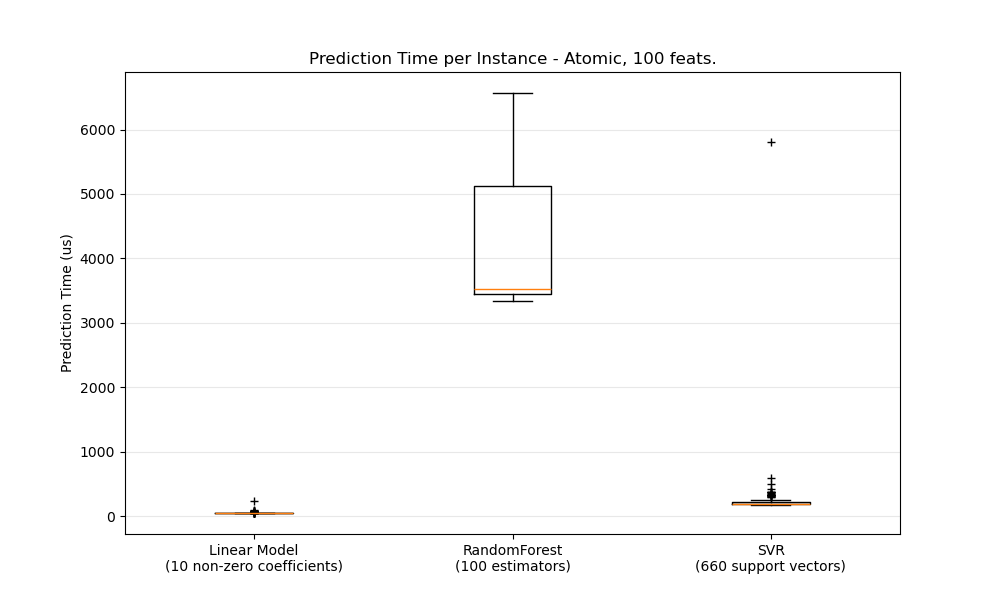 Prediction Time per Instance - Atomic, 100 feats.
Prediction Time (us)
6000
5000
4000
3000
2000
1000
0
Linear Model
(10 non-zero coefficients)
RandomForest
(100 estimators)
SVR
(660 support vectors)